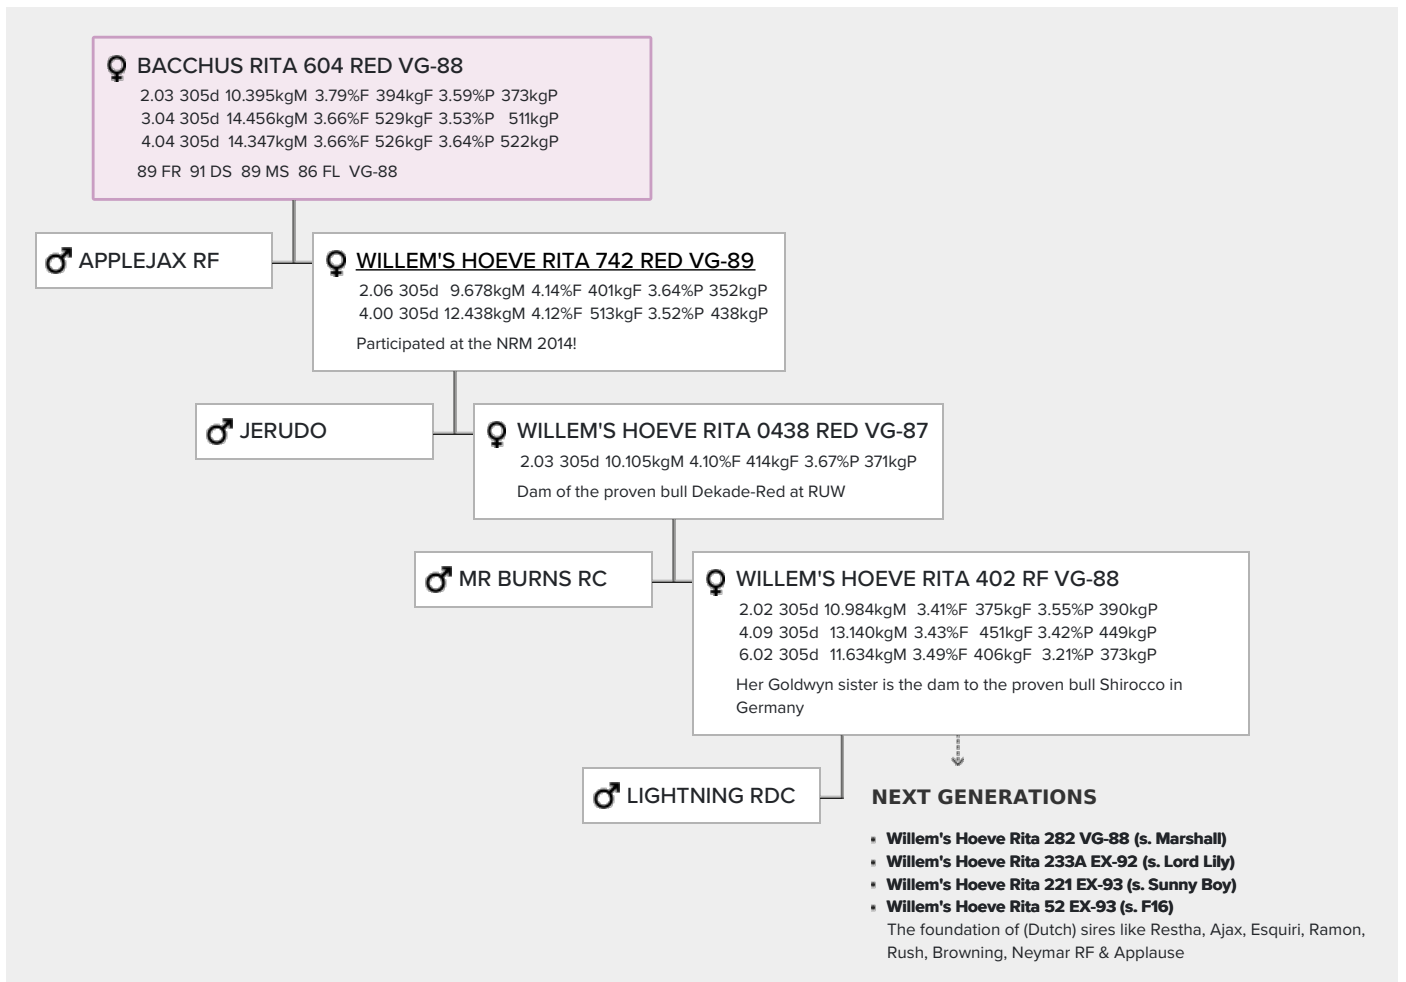 BACCHUS RITA 604 RED VG-88
2.03 305d 10.395kgM 3.79%F 394kgF 3.59%P 373kgP
3.04 305d 14.456kgM 3.66%F 529kgF 3.53%P 511kgP
4.04 305d 14.347kgM 3.66%F 526kgF 3.64%P 522kgP
89 FR 91 DS 89 MS 86 FL VG-88
APPLEJAX RF
WILLEM'S HOEVE RITA 742 RED VG-89
2.06 305d 9.678kgM 4.14%F 401kgF 3.64%P 352kgP
4.00 305d 12.438kgM 4.12%F 513kgF 3.52%P 438kgP
Participated at the NRM 2014!
JERUDO
WILLEM'S HOEVE RITA 0438 RED VG-87
2.03 305d 10.105kgM 4.10%F 414kgF 3.67%P 371kgP
Dam of the proven bull Dekade-Red at RUW
MR BURNS RC
WILLEM'S HOEVE RITA 402 RF VG-88
2.02 305d 10.984kgM 3.41%F 375kgF 3.55%P 390kgP
4.09 305d 13.140kgM 3.43%F 451kgF 3.42%P 449kgP
6.02 305d 11.634kgM 3.49%F 406kgF 3.21%P 373kgP
Her Goldwyn sister is the dam to the proven bull Shirocco in
Germany
LIGHTNING RDC
NEXT GENERATIONS
Willem's Hoeve Rita 282 VG-88 (s. Marshall)
Willem's Hoeve Rita 233A EX-92 (s. Lord Lily)
Willem's Hoeve Rita 221 EX-93 (s. Sunny Boy)
Willem's Hoeve Rita 52 EX-93 (s. F16)
The foundation of (Dutch) sires like Restha, Ajax, Esquiri, Ramon,
Rush, Browning, Neymar RF & Applause